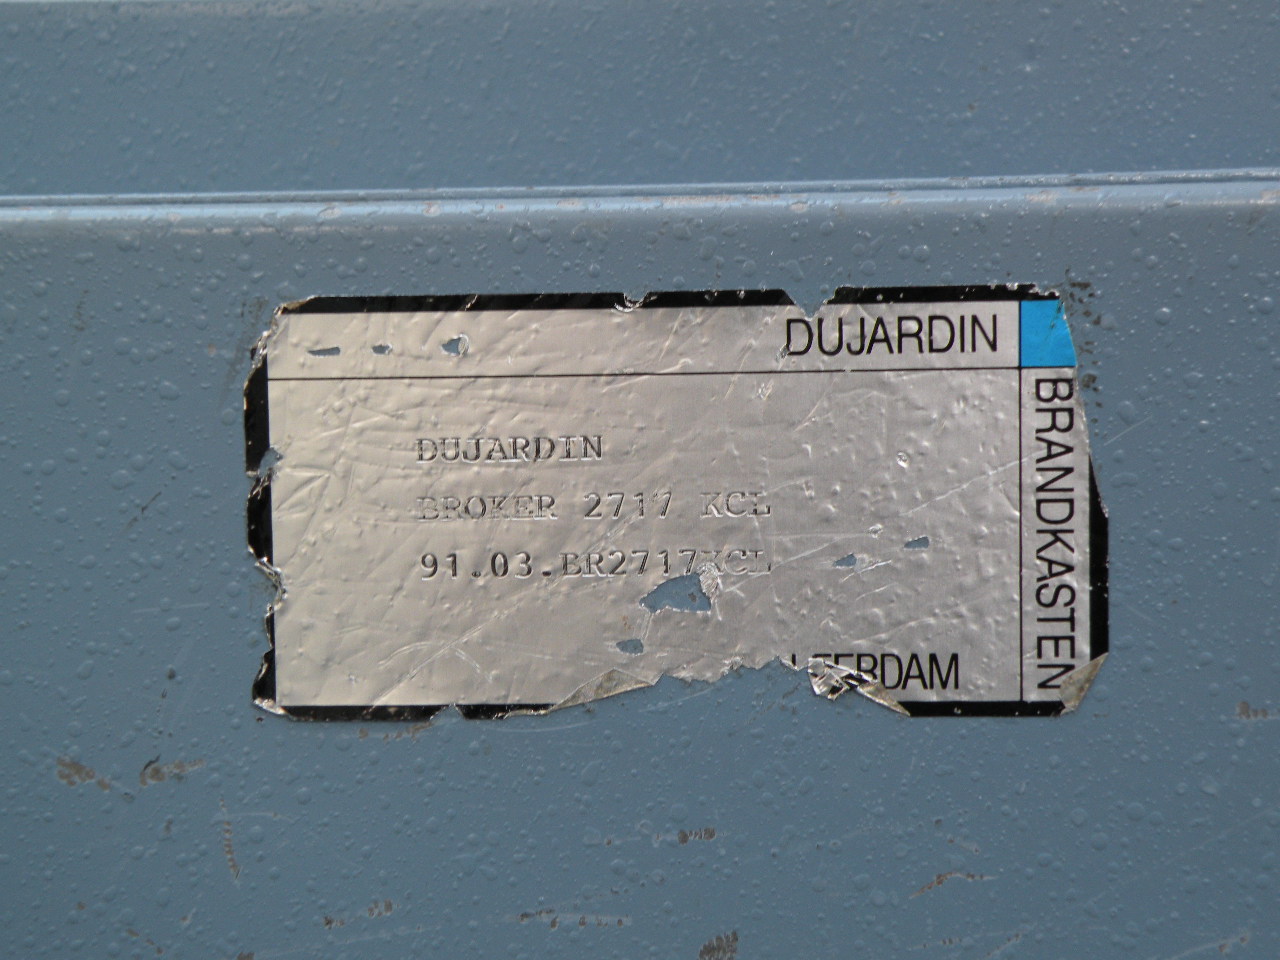 DUJARDIN
BRANDKASTEN
DUJARDIN
BROKER 2717 KCL
91.03.BR2717KCL